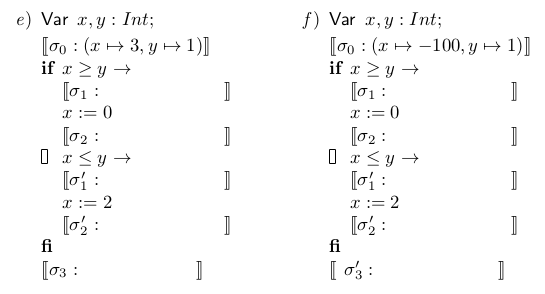 e) Var x, y : Int;
⟦σ₀ : (x ↦ 3, y ↦ 1)⟧
if x ≥ y →
⟦σ₁ : ⟧
x := 0
⟦σ₂ : ⟧
▯ x ≤ y →
⟦σ′₁ : ⟧
x := 2
⟦σ′₂ : ⟧
fi
⟦σ₃ : ⟧
f) Var x, y : Int;
⟦σ₀ : (x ↦ −100, y ↦ 1)⟧
if x ≥ y →
⟦σ₁ : ⟧
x := 0
⟦σ₂ : ⟧
▯ x ≤ y →
⟦σ′₁ : ⟧
x := 2
⟦σ′₂ : ⟧
fi
⟦ σ′₃ : ⟧